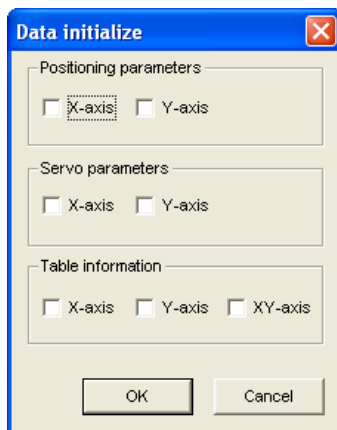 Data initialize
Positioning parameters
X-axis Y-axis
Servo parameters
X-axis Y-axis
Table information
X-axis Y-axis XY-axis
OK Cancel